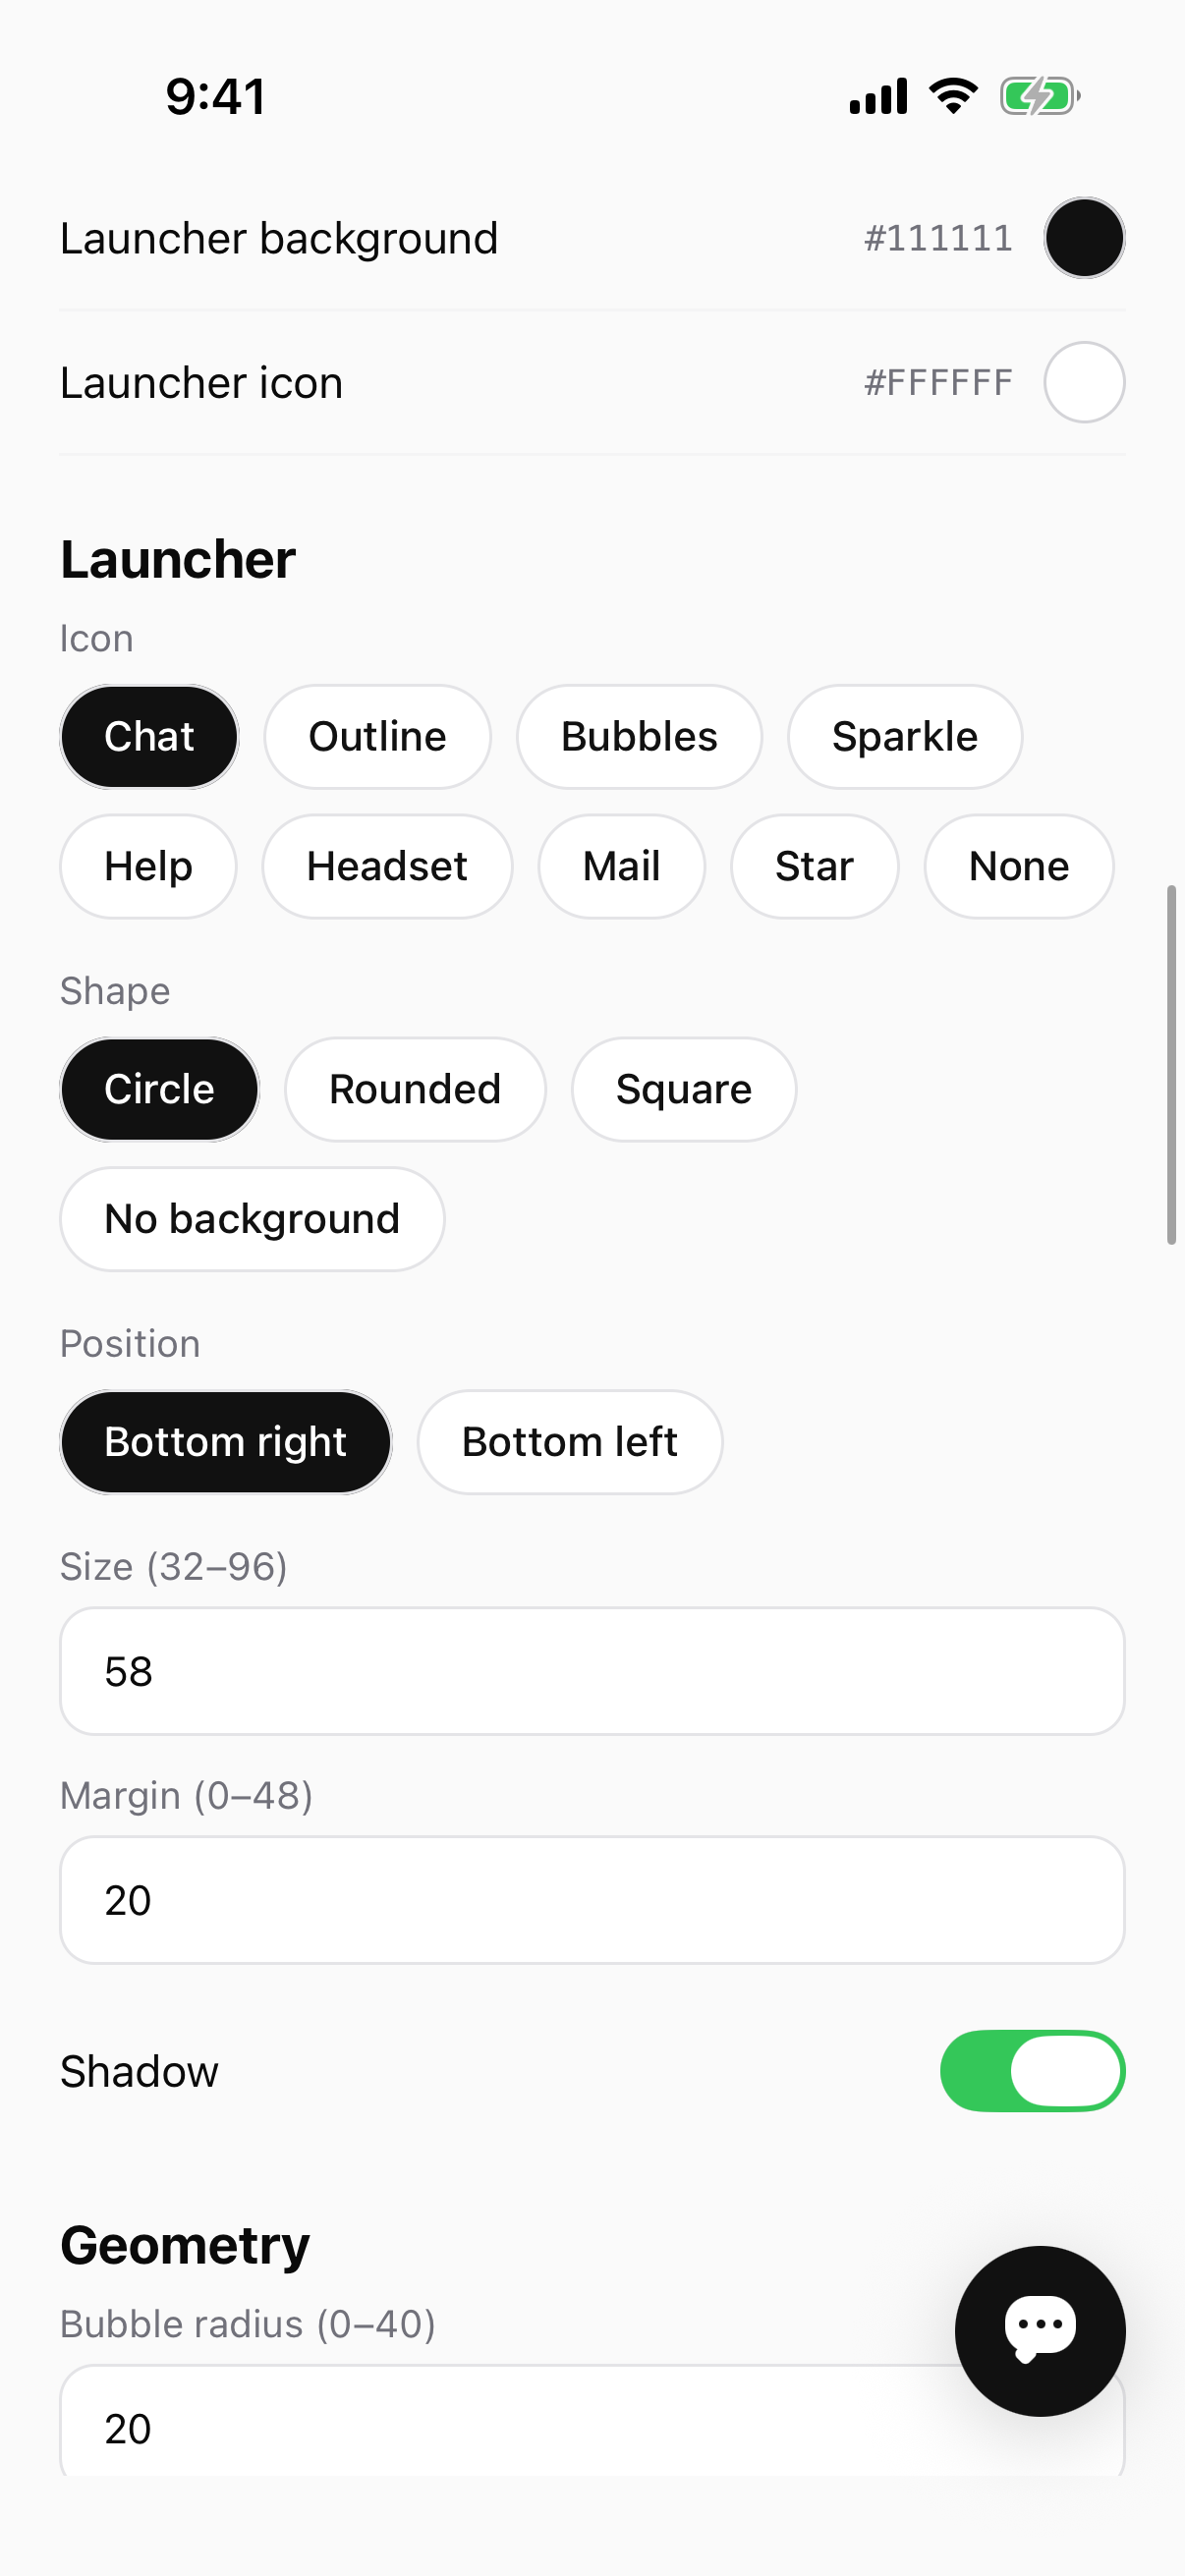 9:41
Launcher background #111111
Launcher icon #FFFFFF
Launcher
Icon
Chat Outline Bubbles Sparkle
Help Headset Mail Star None
Shape
Circle Rounded Square
No background
Position
Bottom right Bottom left
Size (32–96)
58
Margin (0–48)
20
Shadow
Geometry
Bubble radius (0–40)
20